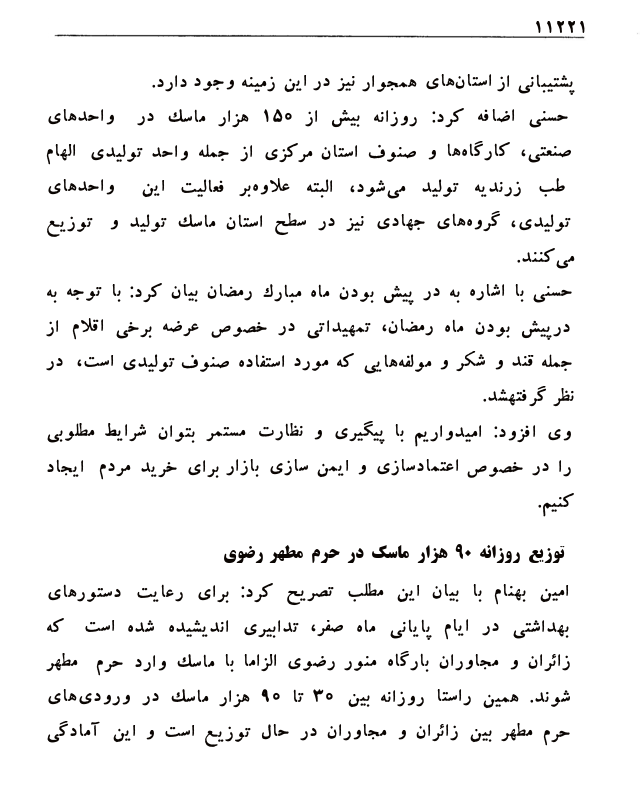 ۱۱۲۲۱
پشتیبانی از استان‌های همجوار نیز در این زمینه وجود دارد.
حسنی اضافه کرد: روزانه بیش از ۱۵۰ هزار ماسک در واحدهای
صنعتی، کارگاه‌ها و صنوف استان مرکزی از جمله واحد تولیدی الهام
طب زرندیه تولید می‌شود، البته علاوه‌بر فعالیت این واحدهای
تولیدی، گروه‌های جهادی نیز در سطح استان ماسک تولید و توزیع
می‌کنند.
حسنی با اشاره به در پیش بودن ماه مبارک رمضان بیان کرد: با توجه به
درپیش بودن ماه رمضان، تمهیداتی در خصوص عرضه برخی اقلام از
جمله قند و شکر و مولفه‌هایی که مورد استفاده صنوف تولیدی است، در
نظر گرفتهشد.
وی افزود: امیدواریم با پیگیری و نظارت مستمر بتوان شرایط مطلوبی
را در خصوص اعتمادسازی و ایمن سازی بازار برای خرید مردم ایجاد
کنیم.
توزیع روزانه ۹۰ هزار ماسک در حرم مطهر رضوی
امین بهنام با بیان این مطلب تصریح کرد: برای رعایت دستورهای
بهداشتی در ایام پایانی ماه صفر، تدابیری اندیشیده شده است که
زائران و مجاوران بارگاه منور رضوی الزاما با ماسک وارد حرم مطهر
شوند. همین راستا روزانه بین ۳۰ تا ۹۰ هزار ماسک در ورودی‌های
حرم مطهر بین زائران و مجاوران در حال توزیع است و این آمادگی